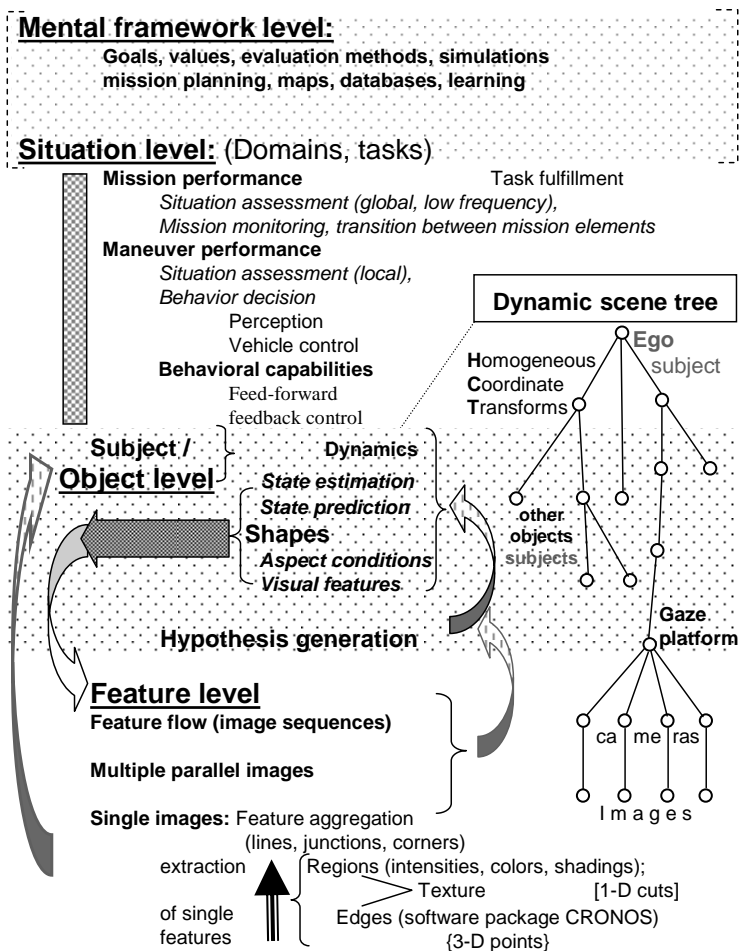 Mental framework level:
Goals, values, evaluation methods, simulations
mission planning, maps, databases, learning
Situation level: (Domains, tasks)
Mission performance Task fulfillment
Situation assessment (global, low frequency),
Mission monitoring, transition between mission elements
Maneuver performance
Situation assessment (local),
Behavior decision
Perception
Vehicle control
Behavioral capabilities
Feed-forward
feedback control
Dynamic scene tree
Ego
subject
Homogeneous
Coordinate
Transforms
other
objects
subjects
Gaze
platform
ca me ras
I m a g e s
Subject /
Object level
Dynamics
State estimation
State prediction
Shapes
Aspect conditions
Visual features
Hypothesis generation
Feature level
Feature flow (image sequences)
Multiple parallel images
Single images: Feature aggregation
(lines, junctions, corners)
extraction
of single
features
Regions (intensities, colors, shadings);
Texture [1-D cuts]
Edges (software package CRONOS)
{3-D points}